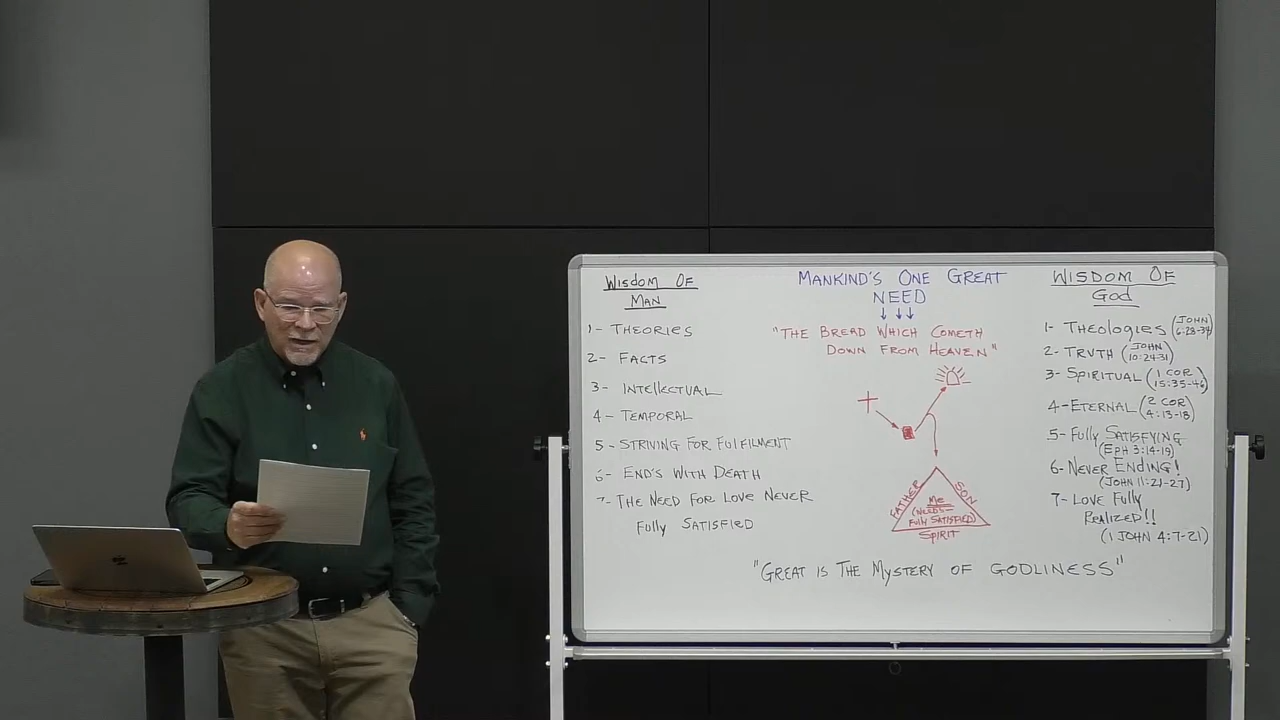 WISDOM OF
MAN
1- THEORIES
2- FACTS
3- INTELLECTUAL
4- TEMPORAL
5- STRIVING FOR FULFILMENT
6- END'S WITH DEATH
7- THE NEED FOR LOVE NEVER
FULLY SATISFIED
MANKIND'S ONE GREAT
NEED
"THE BREAD WHICH COMETH
DOWN FROM HEAVEN"
FATHER
SON
ME
(NEEDS—
FULLY SATISFIED)
SPIRIT
WISDOM OF
GOD
1- THEOLOGIES (JOHN
6:28-34)
2- TRUTH (JOHN
10:24-31)
3- SPIRITUAL (1 COR
15:35-46)
4- ETERNAL (2 COR
4:13-18)
5- FULLY SATISFYING
(EPH 3:14-19)
6- NEVER ENDING!
(JOHN 11:21-27)
7- LOVE FULLY
REALIZED!!
(1 JOHN 4:7-21)
"GREAT IS THE MYSTERY OF GODLINESS"